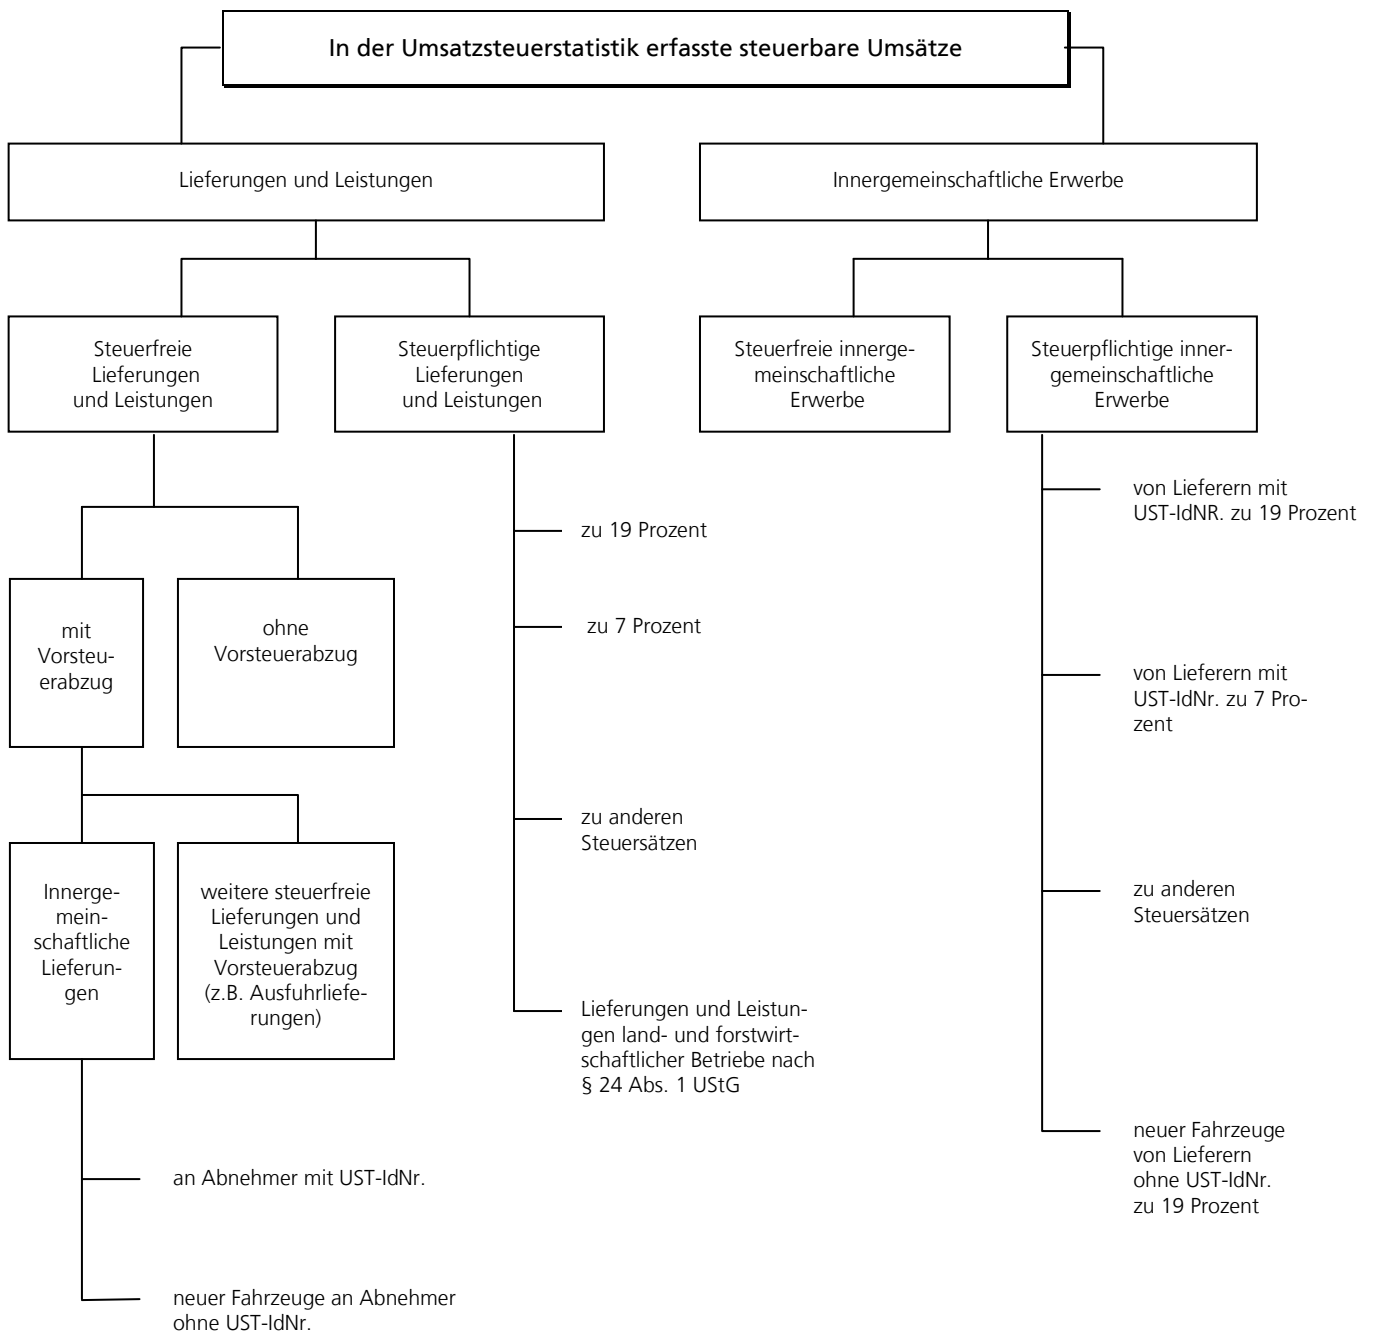 In der Umsatzsteuerstatistik erfasste steuerbare Umsätze
Lieferungen und Leistungen
Innergemeinschaftliche Erwerbe
Steuerfreie
Lieferungen
und Leistungen
Steuerpflichtige
Lieferungen
und Leistungen
Steuerfreie innerge-
meinschaftliche
Erwerbe
Steuerpflichtige inner-
gemeinschaftliche
Erwerbe
mit
Vorsteu-
erabzug
ohne
Vorsteuerabzug
Innerge-
mein-
schaftliche
Lieferun-
gen
weitere steuerfreie
Lieferungen und
Leistungen mit
Vorsteuerabzug
(z.B. Ausfuhrliefe-
rungen)
an Abnehmer mit UST-IdNr.
neuer Fahrzeuge an Abnehmer
ohne UST-IdNr.
zu 19 Prozent
zu 7 Prozent
zu anderen
Steuersätzen
Lieferungen und Leistun-
gen land- und forstwirt-
schaftlicher Betriebe nach
§ 24 Abs. 1 UStG
von Lieferern mit
UST-IdNR. zu 19 Prozent
von Lieferern mit
UST-IdNr. zu 7 Pro-
zent
zu anderen
Steuersätzen
neuer Fahrzeuge
von Lieferern
ohne UST-IdNr.
zu 19 Prozent